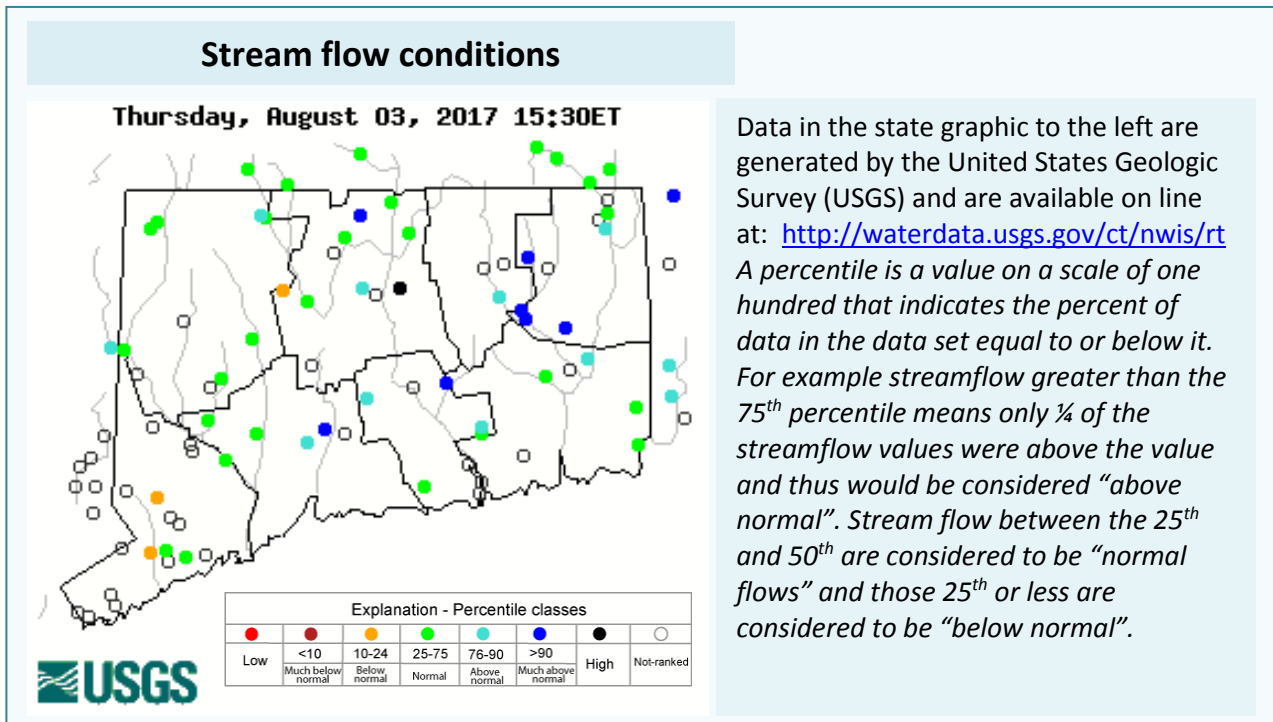 Stream flow conditions
Thursday, August 03, 2017 15:30ET
Explanation - Percentile classes
Low <10 10-24 25-75 76-90 >90 High Not-ranked
Much below normal Below normal Normal Above normal Much above normal
USGS
Data in the state graphic to the left are
generated by the United States Geologic
Survey (USGS) and are available on line
at: http://waterdata.usgs.gov/ct/nwis/rt
A percentile is a value on a scale of one
hundred that indicates the percent of
data in the data set equal to or below it.
For example streamflow greater than the
75th percentile means only ¼ of the
streamflow values were above the value
and thus would be considered “above
normal”. Stream flow between the 25th
and 50th are considered to be “normal
flows” and those 25th or less are
considered to be “below normal”.